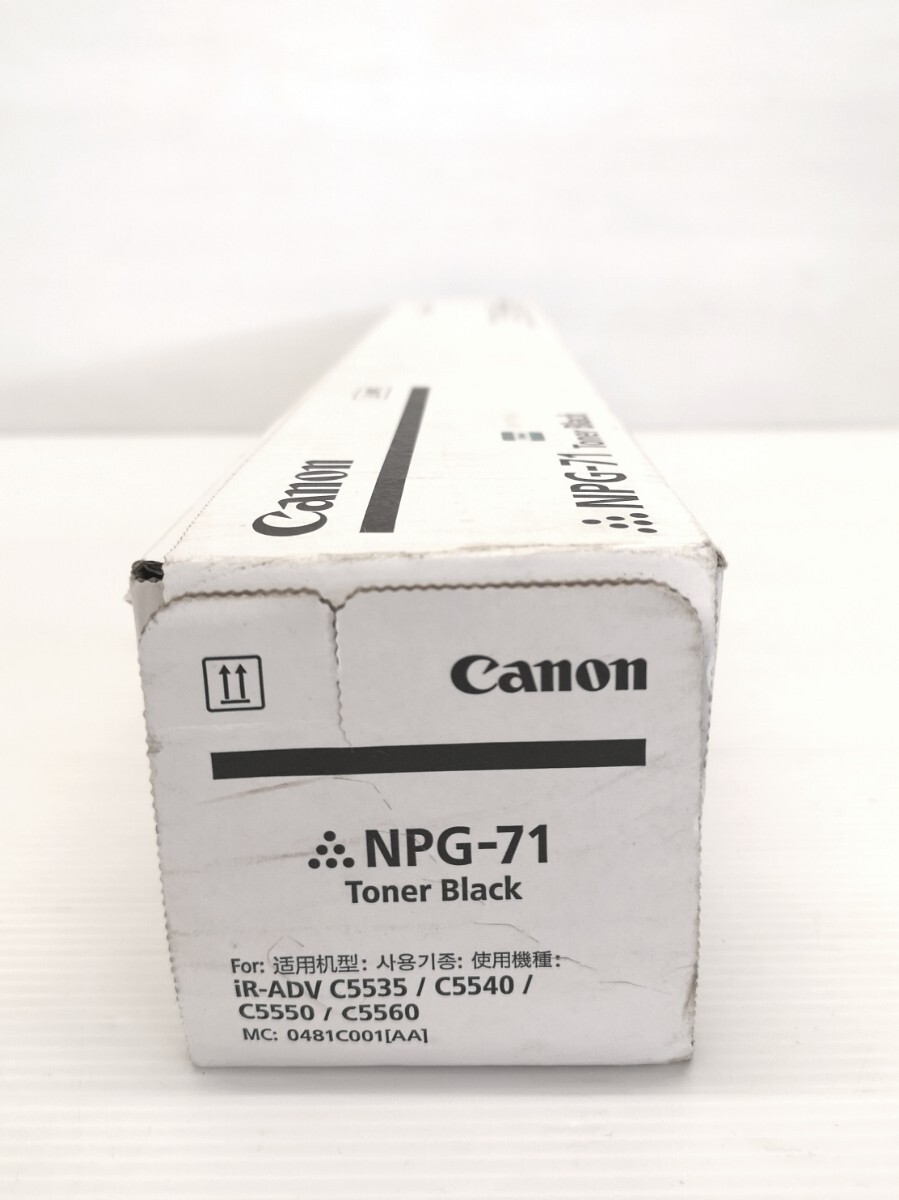 Canon
NPG-71 Toner Black
Canon
NPG-71
Toner Black
For: 适用机型: 사용기종: 使用機種:
iR-ADV C5535 / C5540 /
C5550 / C5560
MC: 0481C001[AA]